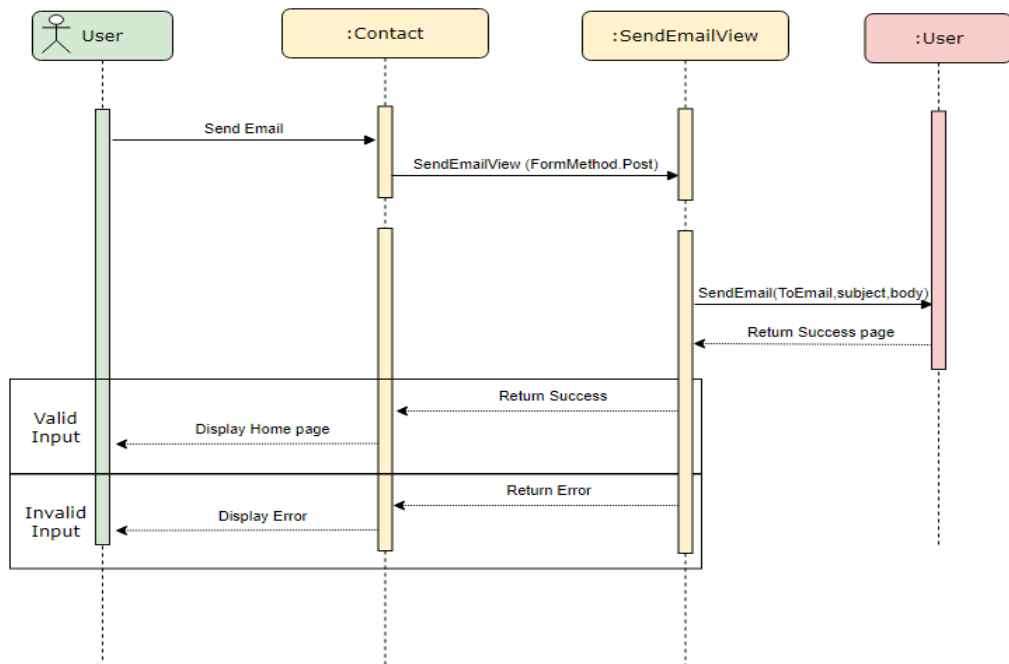 User
:Contact
:SendEmailView
:User
Send Email
SendEmailView (FormMethod.Post)
SendEmail(ToEmail,subject,body)
Return Success page
Valid
Input
Return Success
Display Home page
Invalid
Input
Return Error
Display Error